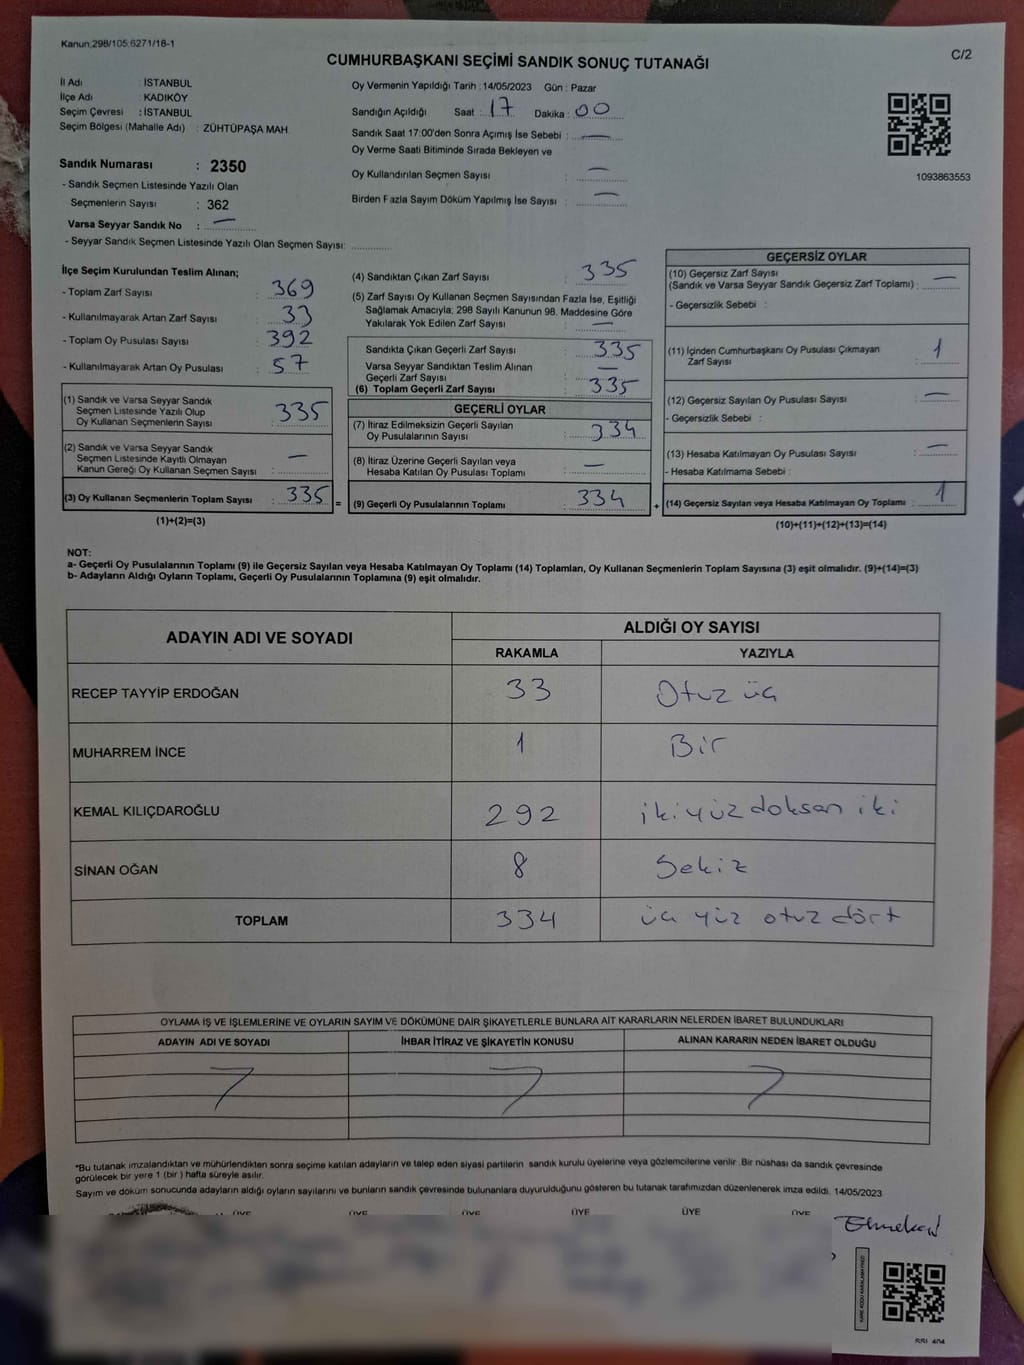 Kanun;298/105;6271/18-1
CUMHURBAŞKANI SEÇİMİ SANDIK SONUÇ TUTANAĞI
C/2
İl Adı : İSTANBUL
İlçe Adı : KADIKÖY
Seçim Çevresi : İSTANBUL
Seçim Bölgesi (Mahalle Adı) : ZÜHTÜPAŞA MAH.
Sandık Numarası : 2350
- Sandık Seçmen Listesinde Yazılı Olan
Seçmenlerin Sayısı : 362
Varsa Seyyar Sandık No : —
- Seyyar Sandık Seçmen Listesinde Yazılı Olan Seçmen Sayısı: ............
Oy Vermenin Yapıldığı Tarih : 14/05/2023 Gün : Pazar
Sandığın Açıldığı Saat : 17 Dakika : 00
Sandık Saat 17:00'den Sonra Açımış İse Sebebi : —
Oy Verme Saati Bitiminde Sırada Bekleyen ve
Oy Kullandırılan Seçmen Sayısı : —
Birden Fazla Sayım Döküm Yapılmış İse Sayısı : —
1093863553
İlçe Seçim Kurulundan Teslim Alınan;
- Toplam Zarf Sayısı : 369
- Kullanılmayarak Artan Zarf Sayısı : 33
- Toplam Oy Pusulası Sayısı : 392
- Kullanılmayarak Artan Oy Pusulası : 57
(1) Sandık ve Varsa Seyyar Sandık
Seçmen Listesinde Yazılı Olup
Oy Kullanan Seçmenlerin Sayısı : 335
(2) Sandık ve Varsa Seyyar Sandık
Seçmen Listesinde Kayıtlı Olmayan
Kanun Gereği Oy Kullanan Seçmen Sayısı : —
(3) Oy Kullanan Seçmenlerin Toplam Sayısı : 335 =
(1)+(2)=(3)
(4) Sandıktan Çıkan Zarf Sayısı : 335
(5) Zarf Sayısı Oy Kullanan Seçmen Sayısından Fazla İse, Eşitliği
Sağlamak Amacıyla; 298 Sayılı Kanunun 98. Maddesine Göre
Yakılarak Yok Edilen Zarf Sayısı : —
Sandıkta Çıkan Geçerli Zarf Sayısı : 335
Varsa Seyyar Sandıktan Teslim Alınan
Geçerli Zarf Sayısı : —
(6) Toplam Geçerli Zarf Sayısı : 335
GEÇERLİ OYLAR
(7) İtiraz Edilmeksizin Geçerli Sayılan
Oy Pusulalarının Sayısı : 334
(8) İtiraz Üzerine Geçerli Sayılan veya
Hesaba Katılan Oy Pusulası Toplamı : —
(9) Geçerli Oy Pusulalarının Toplamı : 334 +
GEÇERSİZ OYLAR
(10) Geçersiz Zarf Sayısı
(Sandık ve Varsa Seyyar Sandık Geçersiz Zarf Toplamı) : —
- Geçersizlik Sebebi :
(11) İçinden Cumhurbaşkanı Oy Pusulası Çıkmayan
Zarf Sayısı : 1
(12) Geçersiz Sayılan Oy Pusulası Sayısı : —
- Geçersizlik Sebebi :
(13) Hesaba Katılmayan Oy Pusulası Sayısı : —
- Hesaba Katılmama Sebebi :
(14) Geçersiz Sayılan veya Hesaba Katılmayan Oy Toplamı : 1
(10)+(11)+(12)+(13)=(14)
NOT:
a- Geçerli Oy Pusulalarının Toplamı (9) ile Geçersiz Sayılan veya Hesaba Katılmayan Oy Toplamı (14) Toplamları, Oy Kullanan Seçmenlerin Toplam Sayısına (3) eşit olmalıdır. (9)+(14)=(3)
b- Adayların Aldığı Oyların Toplamı, Geçerli Oy Pusulalarının Toplamına (9) eşit olmalıdır.
ADAYIN ADI VE SOYADI ALDIĞI OY SAYISI
RAKAMLA YAZIYLA
RECEP TAYYİP ERDOĞAN 33 Otuz üç
MUHARREM İNCE 1 Bir
KEMAL KILIÇDAROĞLU 292 iki yüz doksan iki
SİNAN OĞAN 8 Sekiz
TOPLAM 334 üç yüz otuz dört
OYLAMA İŞ VE İŞLEMLERİNE VE OYLARIN SAYIM VE DÖKÜMÜNE DAİR ŞİKAYETLERLE BUNLARA AİT KARARLARIN NELERDEN İBARET BULUNDUKLARI
ADAYIN ADI VE SOYADI İHBAR İTİRAZ VE ŞİKAYETİN KONUSU ALINAN KARARIN NEDEN İBARET OLDUĞU
*Bu tutanak imzalandıktan ve mühürlendikten sonra seçime katılan adayların ve talep eden siyasi partilerin sandık kurulu üyelerine veya gözlemcilerine verilir. Bir nüshası da sandık çevresinde
görülecek bir yere 1 (bir ) hafta süreyle asılır.
Sayım ve döküm sonucunda adayların aldığı oyların sayılarını ve bunların sandık çevresinde bulunanlara duyurulduğunu gösteren bu tutanak tarafımızdan düzenlenerek imza edildi. 14/05/2023
ÜYE ÜYE ÜYE ÜYE ÜYE ÜYE